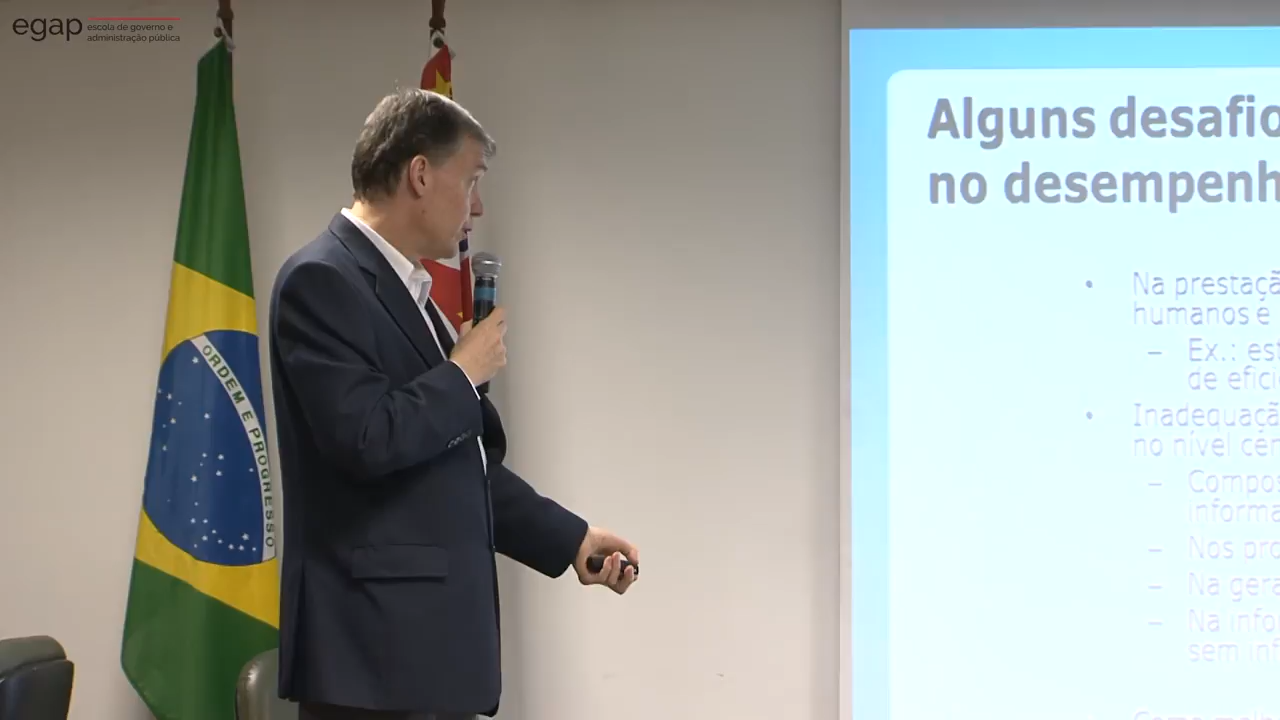 egap
escola de governo e
administração pública
ORDEM E PROGRESSO
Alguns desafio
no desempenh
• Na prestaçã
humanos e
– Ex.: est
de eficiê
• Inadequaçã
no nível cen
– Compos
informa
– Nos pro
– Na gera
– Na info
sem inf